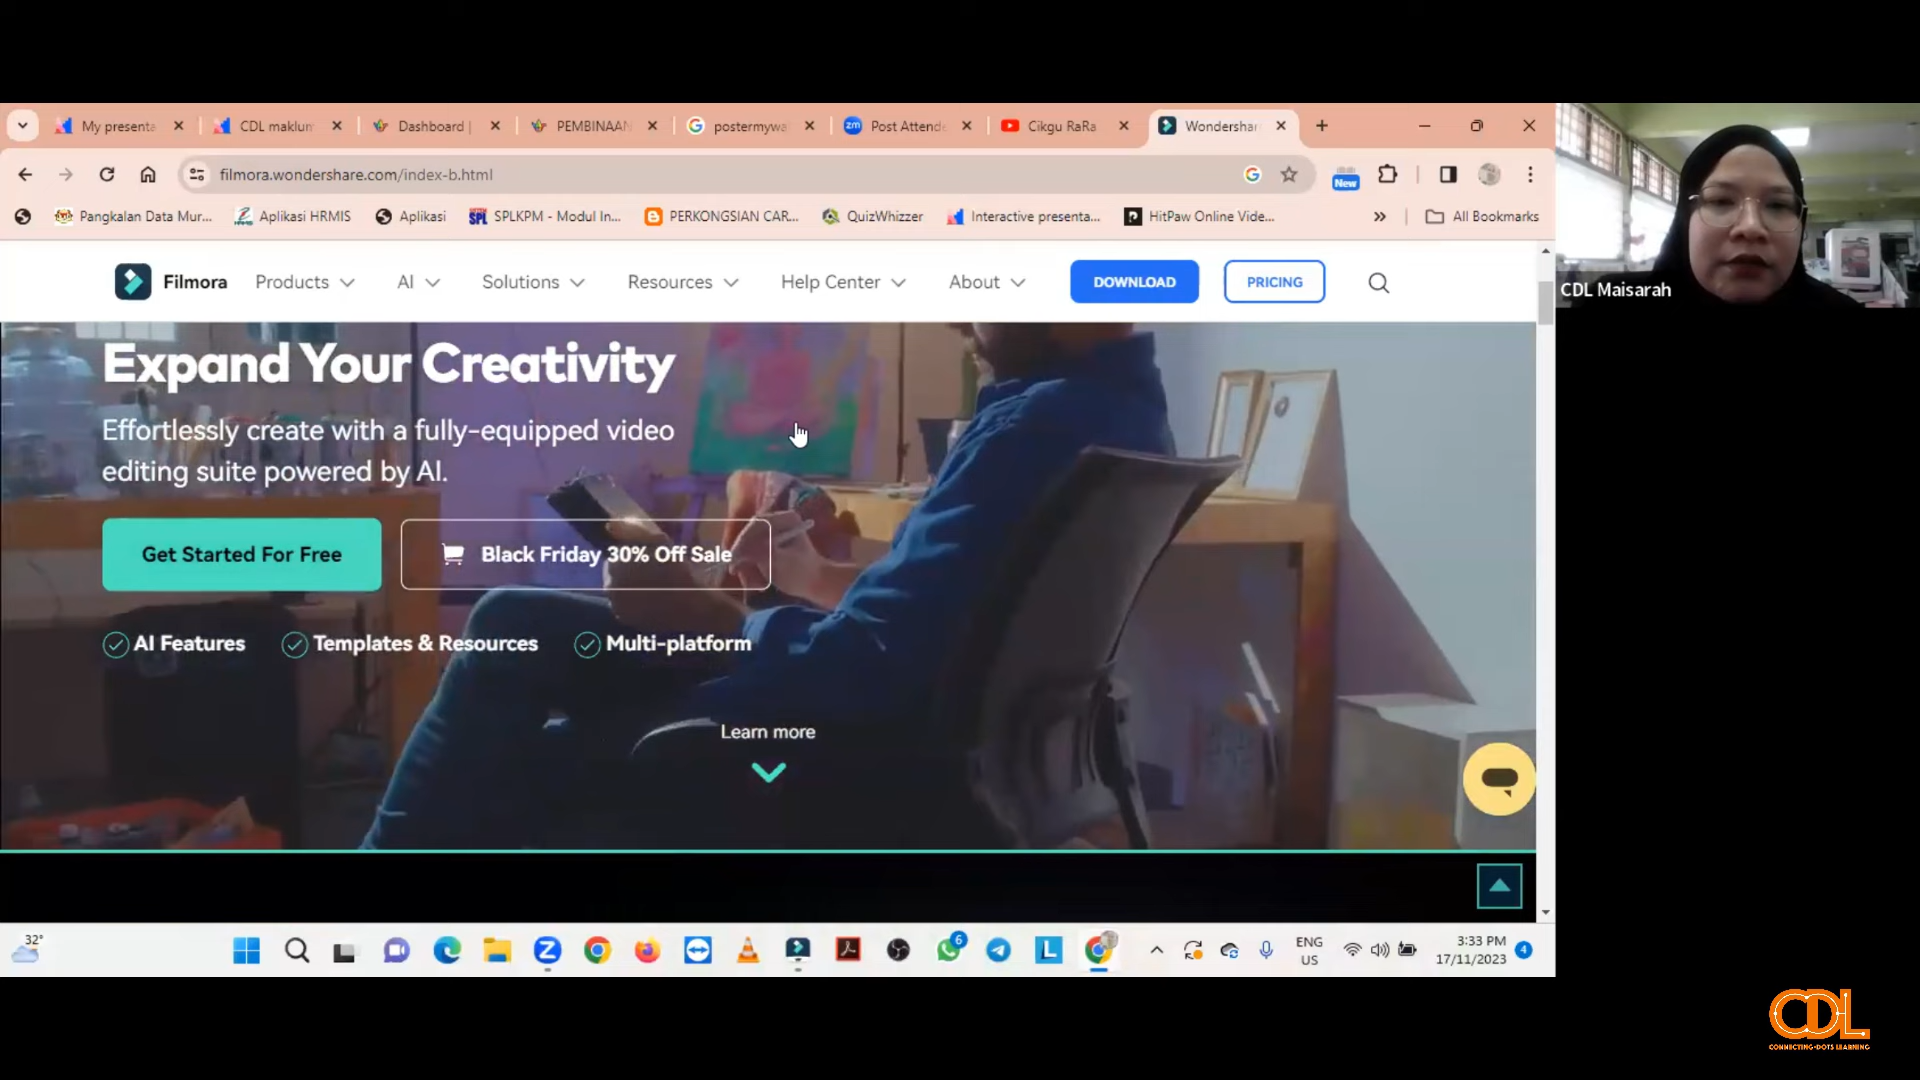 My presenta
CDL maklum
Dashboard |
PEMBINAAN
postermywa
zm
Post Attend
Cikgu RaRa
Wondershar
filmora.wondershare.com/index-b.html
New
Pangkalan Data Mur...
Aplikasi HRMIS
Aplikasi
SPL
SPLKPM - Modul In...
PERKONGSIAN CAR...
QuizWhizzer
Interactive presenta...
HitPaw Online Vide...
All Bookmarks
Filmora
Products
AI
Solutions
Resources
Help Center
About
DOWNLOAD
PRICING
CDL Maisarah
Expand Your Creativity
Effortlessly create with a fully-equipped video
editing suite powered by AI.
Get Started For Free
Black Friday 30% Off Sale
AI Features
Templates & Resources
Multi-platform
Learn more
32°
6
ENG
US
3:33 PM
17/11/2023
4
CDL
CONNECTING-DOTS LEARNING